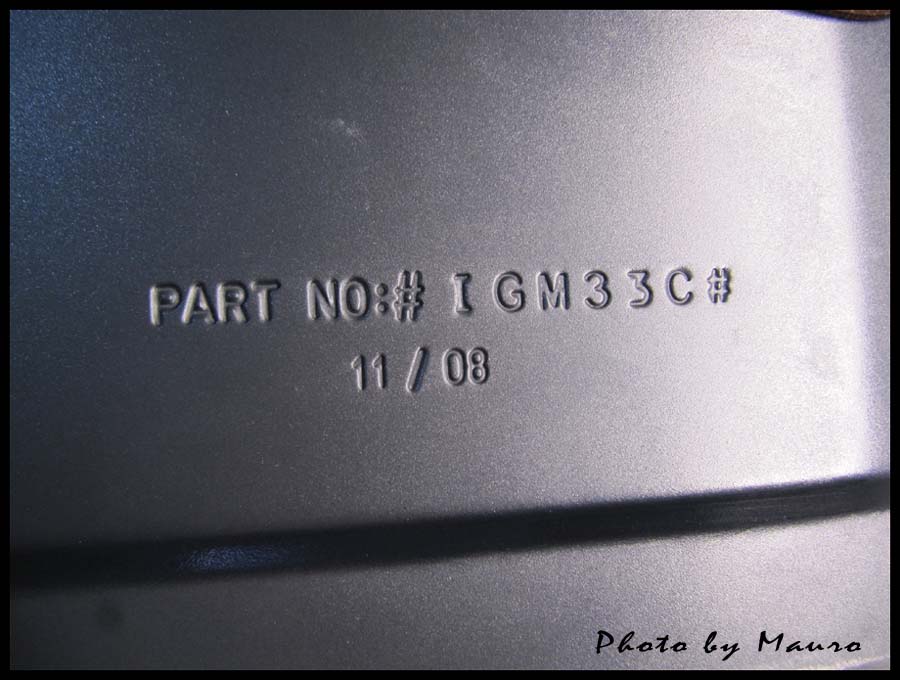 PART NO:# IGM33C#
11 / 08
Photo by Mauro